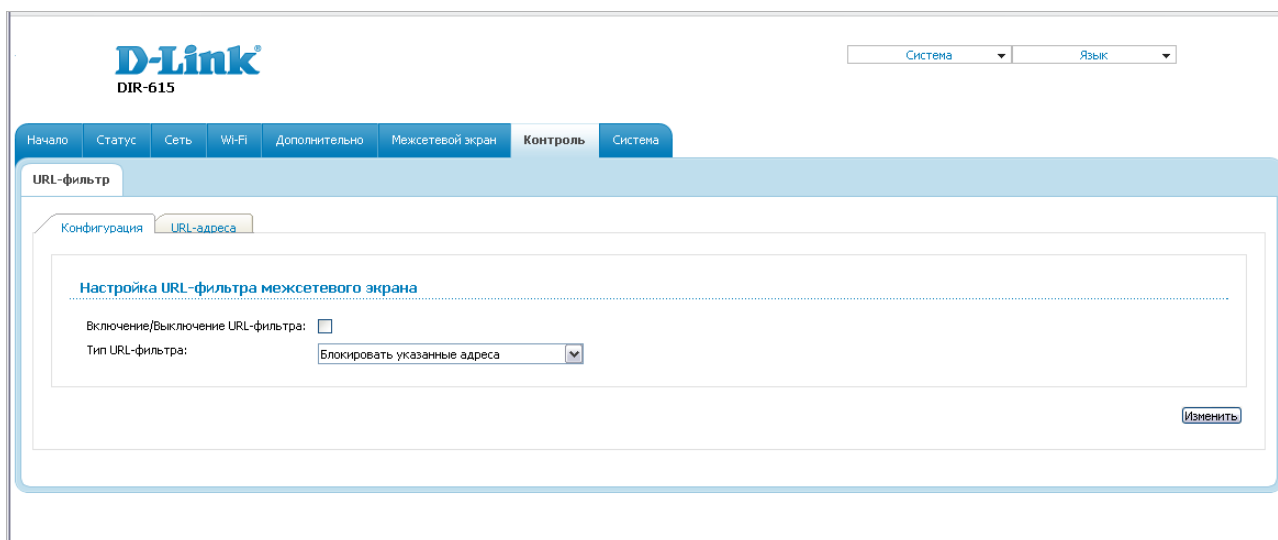 D-Link®
DIR-615
Система Язык
Начало Статус Сеть Wi-Fi Дополнительно Межсетевой экран Контроль Система
URL-фильтр
Конфигурация URL-адреса
Настройка URL-фильтра межсетевого экрана
Включение/Выключение URL-фильтра:
Тип URL-фильтра: Блокировать указанные адреса
Изменить